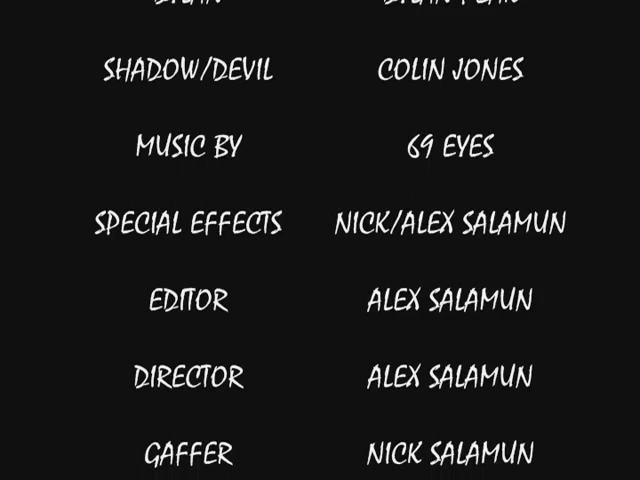 SHADOW/DEVIL COLIN JONES
MUSIC BY 69 EYES
SPECIAL EFFECTS NICK/ALEX SALAMUN
EDITOR ALEX SALAMUN
DIRECTOR ALEX SALAMUN
GAFFER NICK SALAMUN